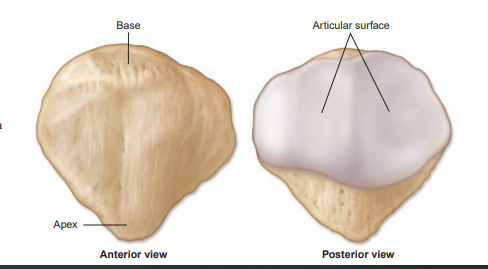 Base
Articular surface
Apex
Anterior view
Posterior view